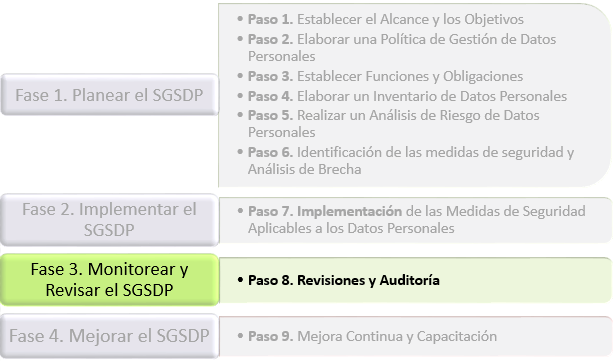 Fase 1. Planear el SGSDP
• Paso 1. Establecer el Alcance y los Objetivos
• Paso 2. Elaborar una Política de Gestión de Datos
Personales
• Paso 3. Establecer Funciones y Obligaciones
• Paso 4. Elaborar un Inventario de Datos Personales
• Paso 5. Realizar un Análisis de Riesgo de Datos
Personales
• Paso 6. Identificación de las medidas de seguridad y
Análisis de Brecha
Fase 2. Implementar el
SGSDP
• Paso 7. Implementación de las Medidas de Seguridad
Aplicables a los Datos Personales
Fase 3. Monitorear y
Revisar el SGSDP
• Paso 8. Revisiones y Auditoría
Fase 4. Mejorar el SGSDP
• Paso 9. Mejora Continua y Capacitación